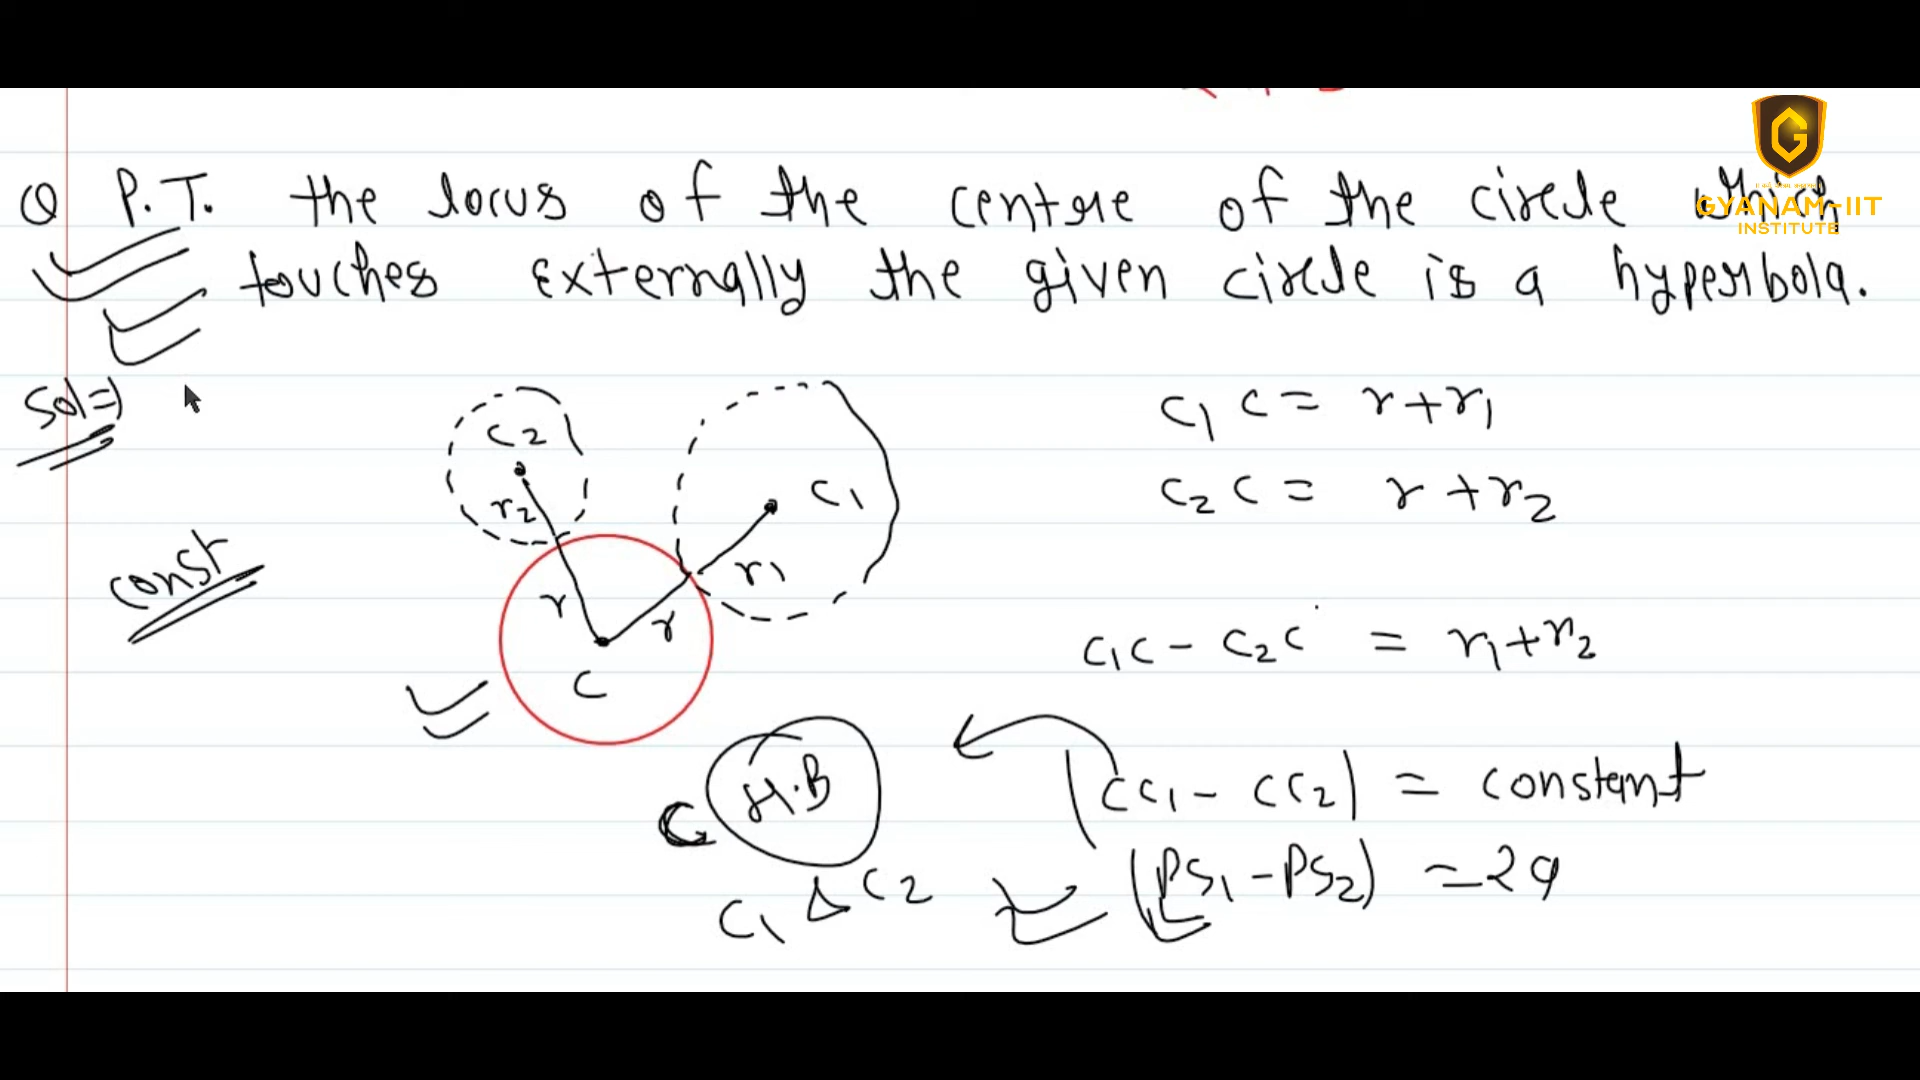 Q P.T. the locus of the centre of the circle which
touches externally the given circle is a hyperbola.
GYANAM-IIT
INSTITUTE
Sol⇒
C2
r2
C1
r1
r
r
C
const
C1 C = r+r1
C2 C = r+r2
C1C - C2C = r1+r2
|CC1 - CC2| = constant
|PS1 - PS2| = 2a
H.B
C
C1 & C2